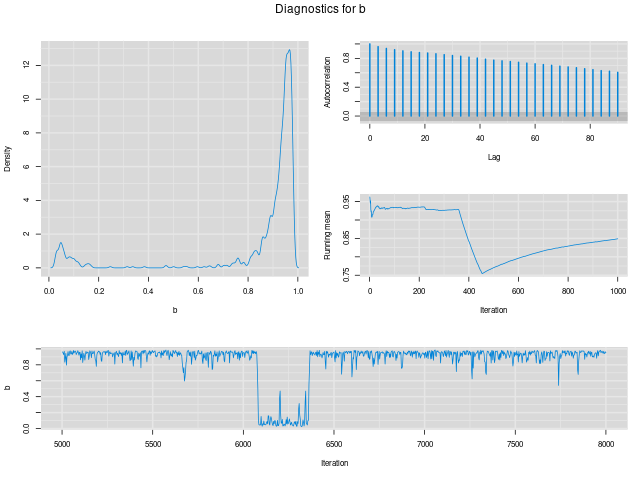 Diagnostics for b
Density
0 2 4 6 8 10 12
0.0 0.2 0.4 0.6 0.8 1.0
b
Autocorrelation
0.0 0.4 0.8
0 20 40 60 80
Lag
Running mean
0.75 0.85 0.95
0 200 400 600 800 1000
Iteration
b
0.0 0.4 0.8
5000 5500 6000 6500 7000 7500 8000
Iteration